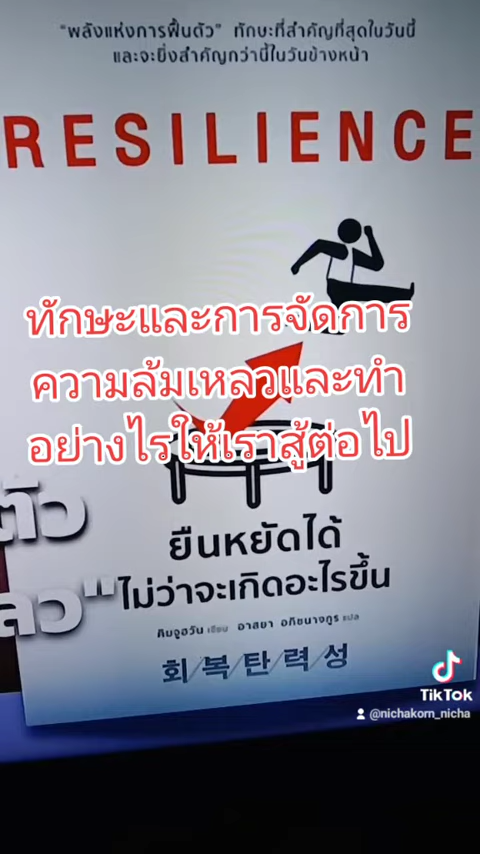 "พลังแห่งการฟื้นตัว" ทักษะที่สำคัญที่สุดในวันนี้
และจะยิ่งสำคัญกว่านี้ในวันข้างหน้า
RESILIENCE
ทักษะและการจัดการ
ความล้มเหลวและทำ
อย่างไรให้เราสู้ต่อไป
ตัว
ลว"
ยืนหยัดได้
ไม่ว่าจะเกิดอะไรขึ้น
คิมจูฮวัน เขียน อาสยา อภิชนางกูร แปล
회/복/탄/력/성
TikTok
@nichakorn_nicha